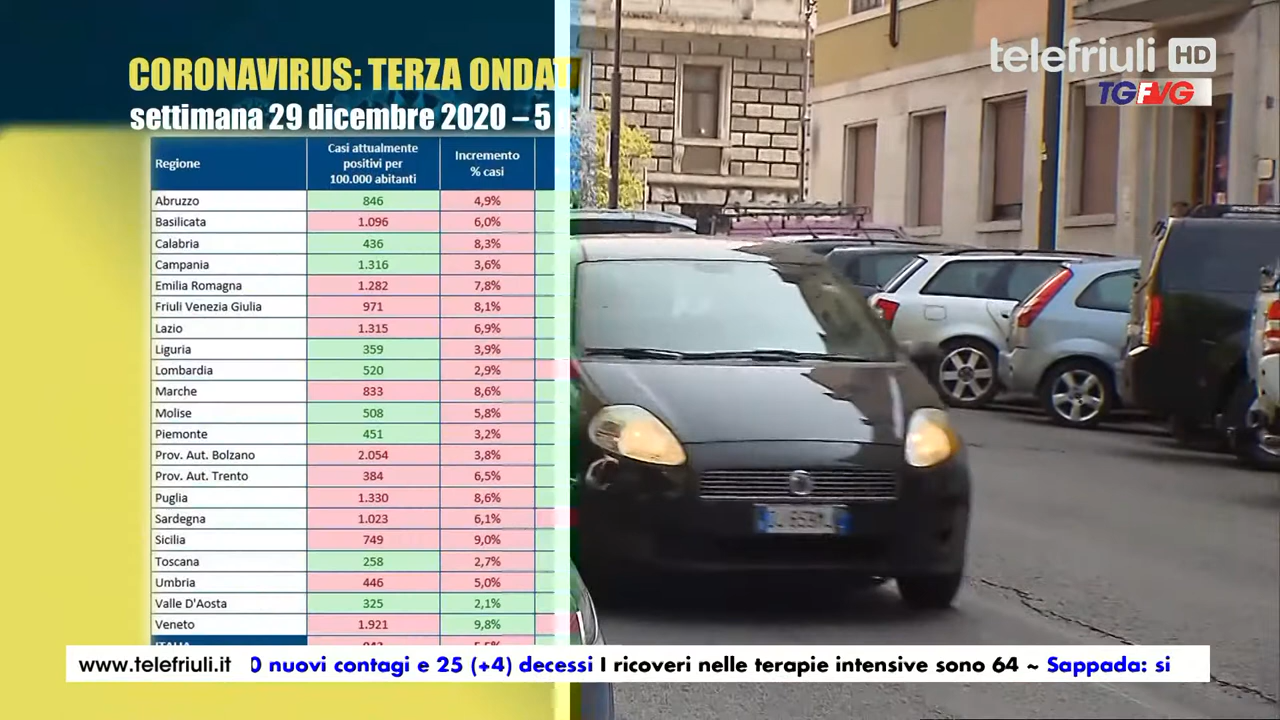 telefriuli HD
TGFVG
CORONAVIRUS: TERZA ONDAT
settimana 29 dicembre 2020 – 5
Regione Casi attualmente positivi per 100.000 abitanti Incremento % casi
Abruzzo 846 4,9%
Basilicata 1.096 6,0%
Calabria 436 8,3%
Campania 1.316 3,6%
Emilia Romagna 1.282 7,8%
Friuli Venezia Giulia 971 8,1%
Lazio 1.315 6,9%
Liguria 359 3,9%
Lombardia 520 2,9%
Marche 833 8,6%
Molise 508 5,8%
Piemonte 451 3,2%
Prov. Aut. Bolzano 2.054 3,8%
Prov. Aut. Trento 384 6,5%
Puglia 1.330 8,6%
Sardegna 1.023 6,1%
Sicilia 749 9,0%
Toscana 258 2,7%
Umbria 446 5,0%
Valle D'Aosta 325 2,1%
Veneto 1.921 9,8%
www.telefriuli.it 0 nuovi contagi e 25 (+4) decessi I ricoveri nelle terapie intensive sono 64 ~ Sappada: si